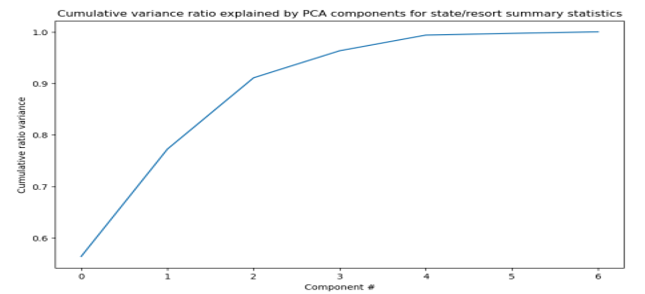 Cumulative variance ratio explained by PCA components for state/resort summary statistics
1.0
0.9
0.8
0.7
0.6
Cumulative ratio variance
0 1 2 3 4 5 6
Component #